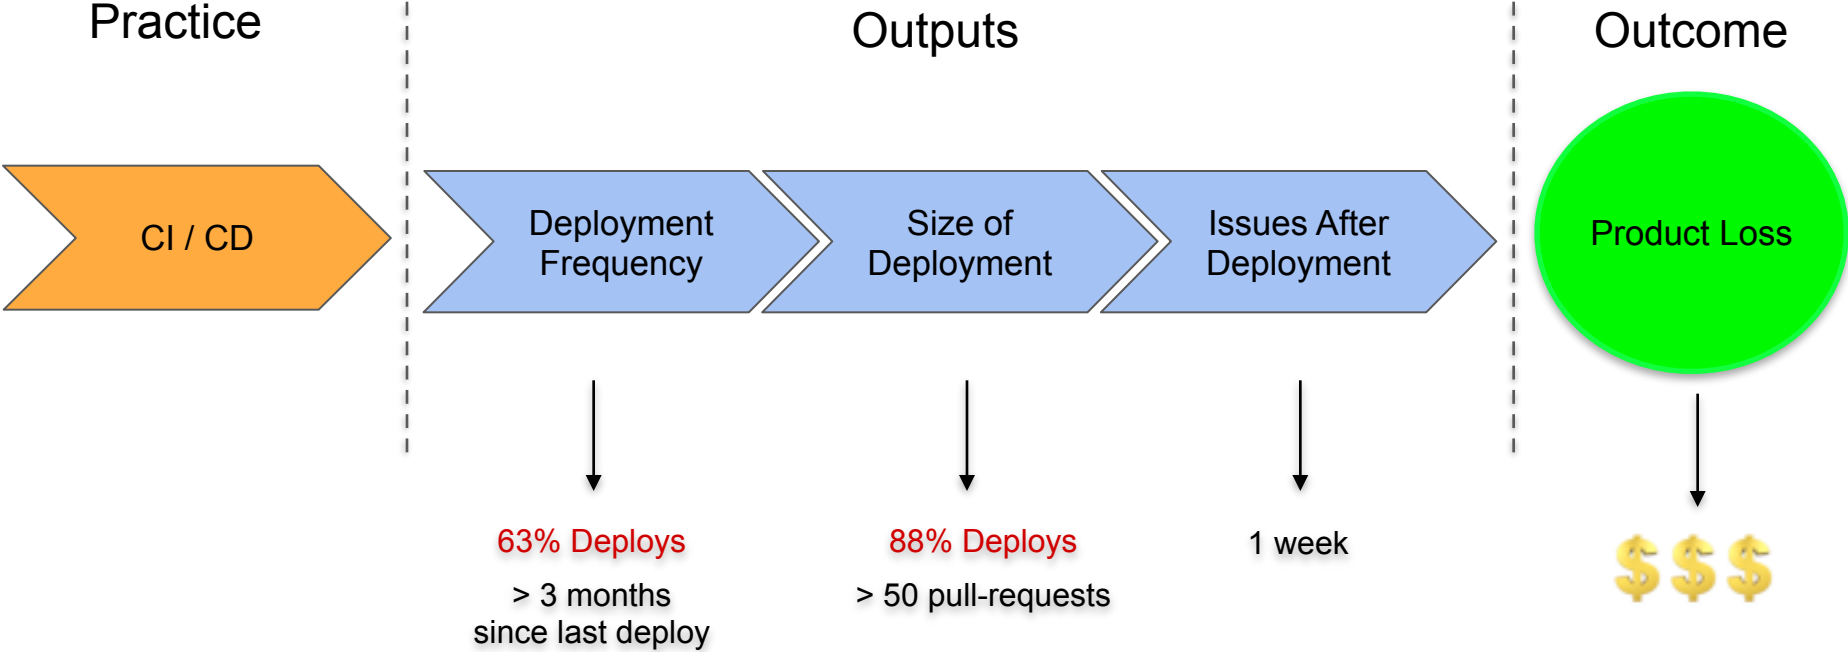 Practice
Outputs
Outcome
CI / CD
Deployment
Frequency
Size of
Deployment
Issues After
Deployment
Product Loss
63% Deploys
> 3 months
since last deploy
88% Deploys
> 50 pull-requests
1 week
$ $ $